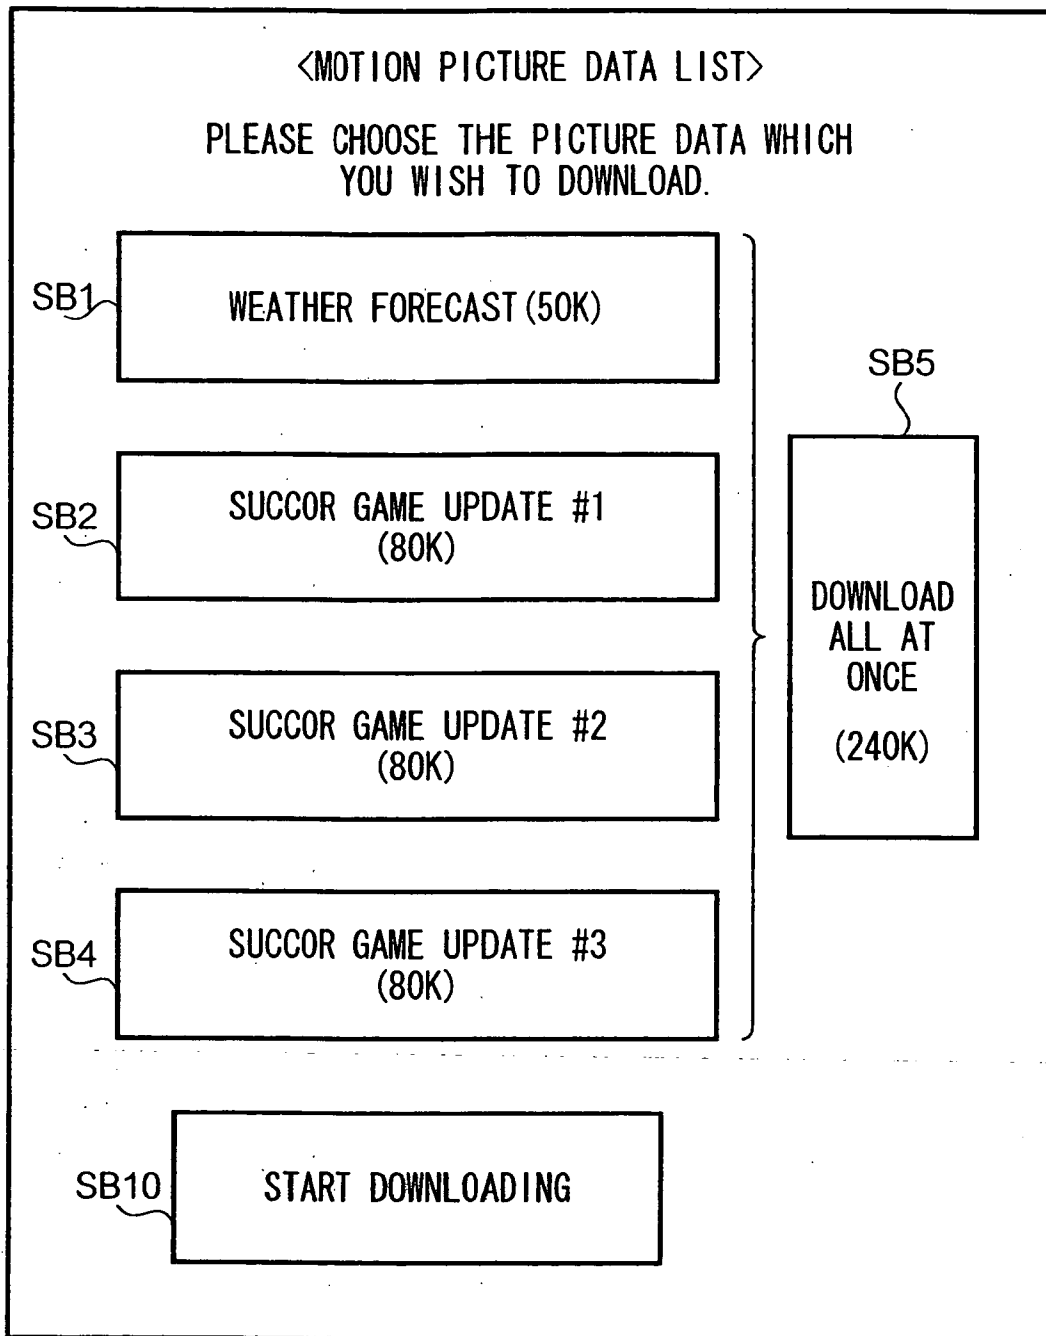 <MOTION PICTURE DATA LIST>
PLEASE CHOOSE THE PICTURE DATA WHICH
YOU WISH TO DOWNLOAD.
SB1
WEATHER FORECAST (50K)
SB5
SB2
SUCCOR GAME UPDATE #1
(80K)
DOWNLOAD
ALL AT
ONCE
(240K)
SB3
SUCCOR GAME UPDATE #2
(80K)
SB4
SUCCOR GAME UPDATE #3
(80K)
SB10
START DOWNLOADING